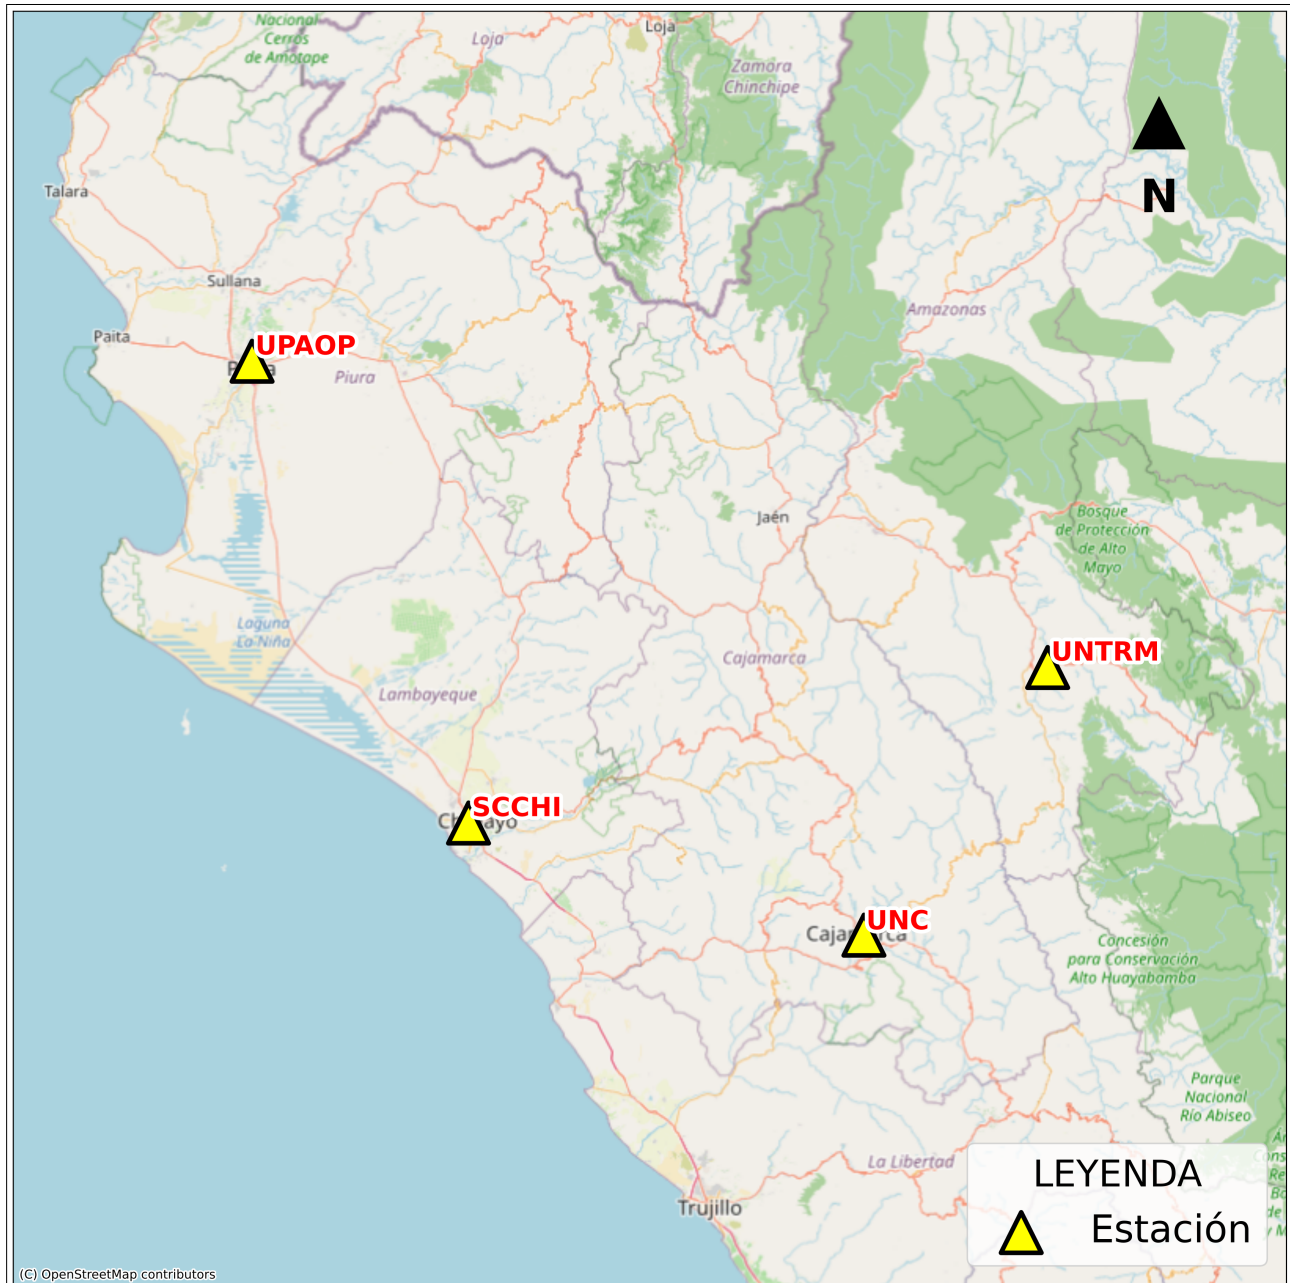 Nacional
Cerros
de Amotape
Loja
Loja
Zamora
Chinchipe
N
Talara
Sullana
Amazonas
Paita
UPAOP
Piura
Jaén
Bosque
de Protección
de Alto
Mayo
Laguna
La Niña
UNTRM
Cajamarca
Lambayeque
SCCHI
UNC
Concesión
para Conservación
Alto Huayabamba
Parque
Nacional
Río Abiseo
La Libertad
Trujillo
LEYENDA
Estación
(C) OpenStreetMap contributors